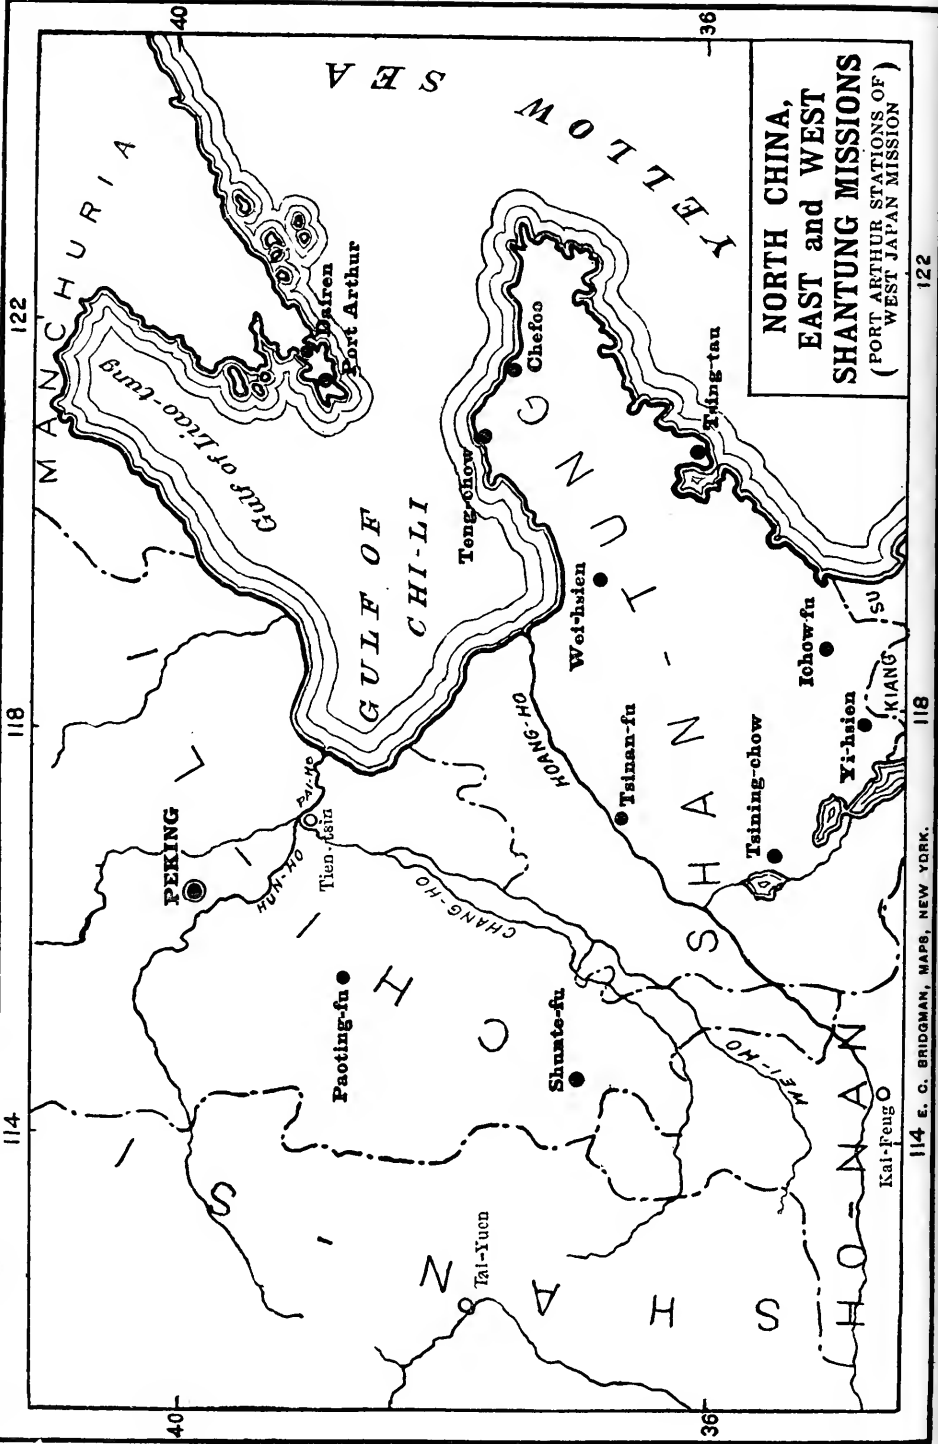 NORTH CHINA,
EAST and WEST
SHANTUNG MISSIONS
( PORT ARTHUR STATIONS OF
WEST JAPAN MISSION )
114
118
122
40
40
36
36
114
118
122
MANCHURIA
CHI-LI
SHAN-SI
SHAN-TUNG
HO-NAN
KIANG-SU
YELLOW SEA
Gulf of Liao-tung
GULF OF
CHI-LI
PEKING
Tien-tsin
PAI-HO
HUN-HO
CHANG-HO
HOANG-HO
WEI-HO
Paoting-fu
Shunte-fu
Tai-Yuen
Kai-Feng
Dairen
Port Arthur
Teng-chow
Chefoo
Tsing-tau
Wei-hsien
Tsinan-fu
Tsining-chow
Ichow-fu
Yi-hsien
E. C. BRIDGMAN, MAPS, NEW YORK.